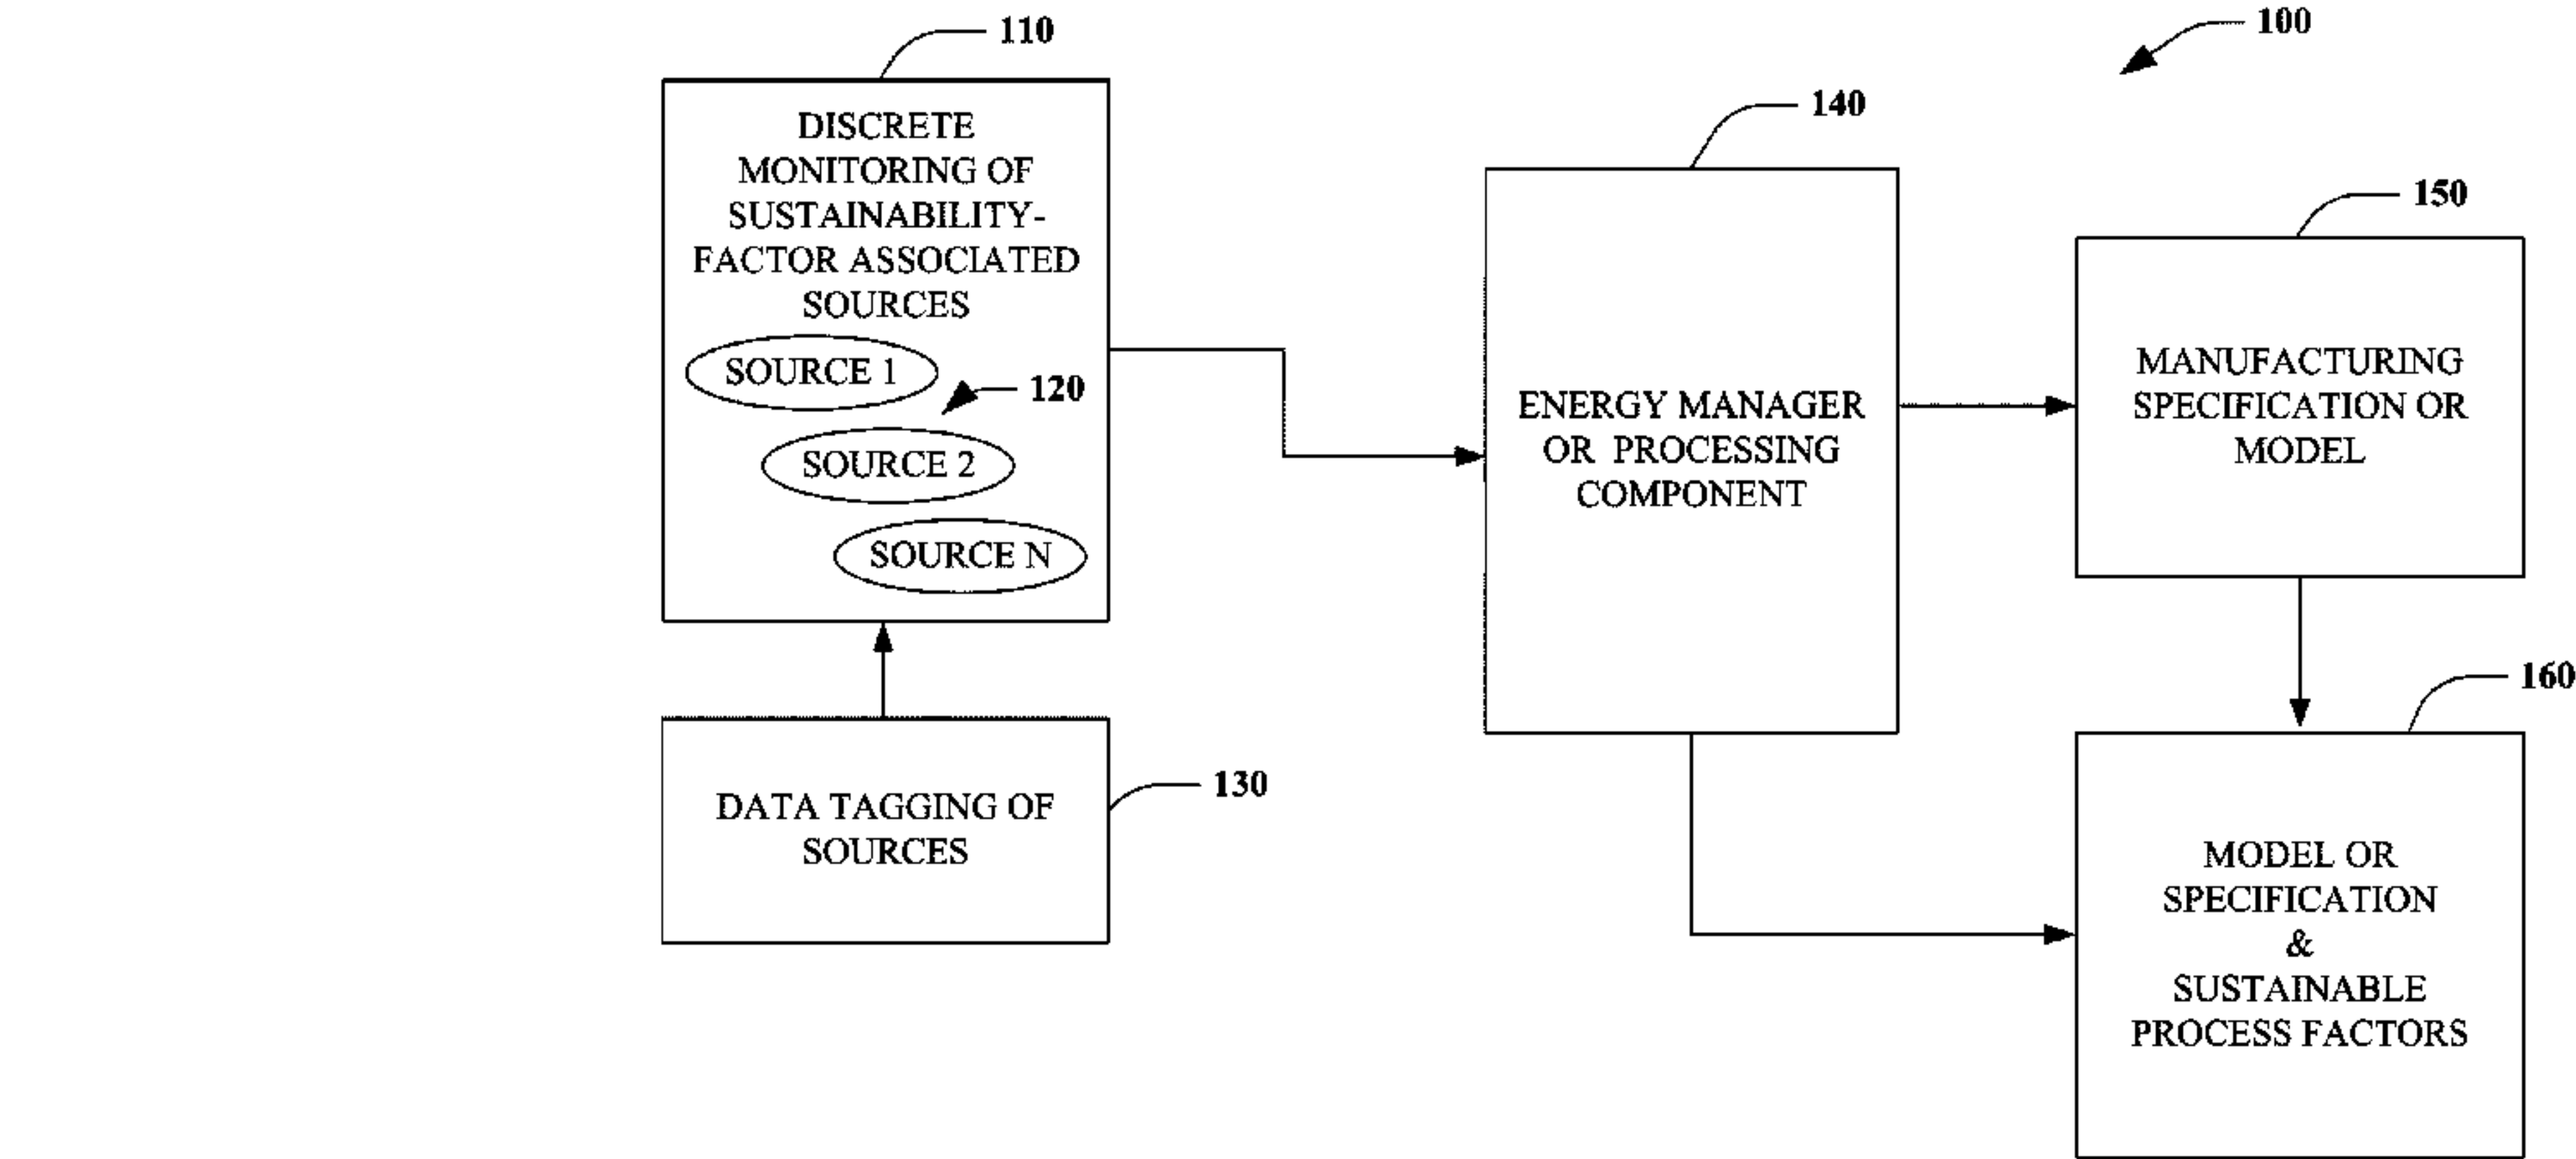 100
110
DISCRETE
MONITORING OF
SUSTAINABILITY-
FACTOR ASSOCIATED
SOURCES
SOURCE 1
120
SOURCE 2
SOURCE N
130
DATA TAGGING OF
SOURCES
140
ENERGY MANAGER
OR PROCESSING
COMPONENT
150
MANUFACTURING
SPECIFICATION OR
MODEL
160
MODEL OR
SPECIFICATION
&
SUSTAINABLE
PROCESS FACTORS